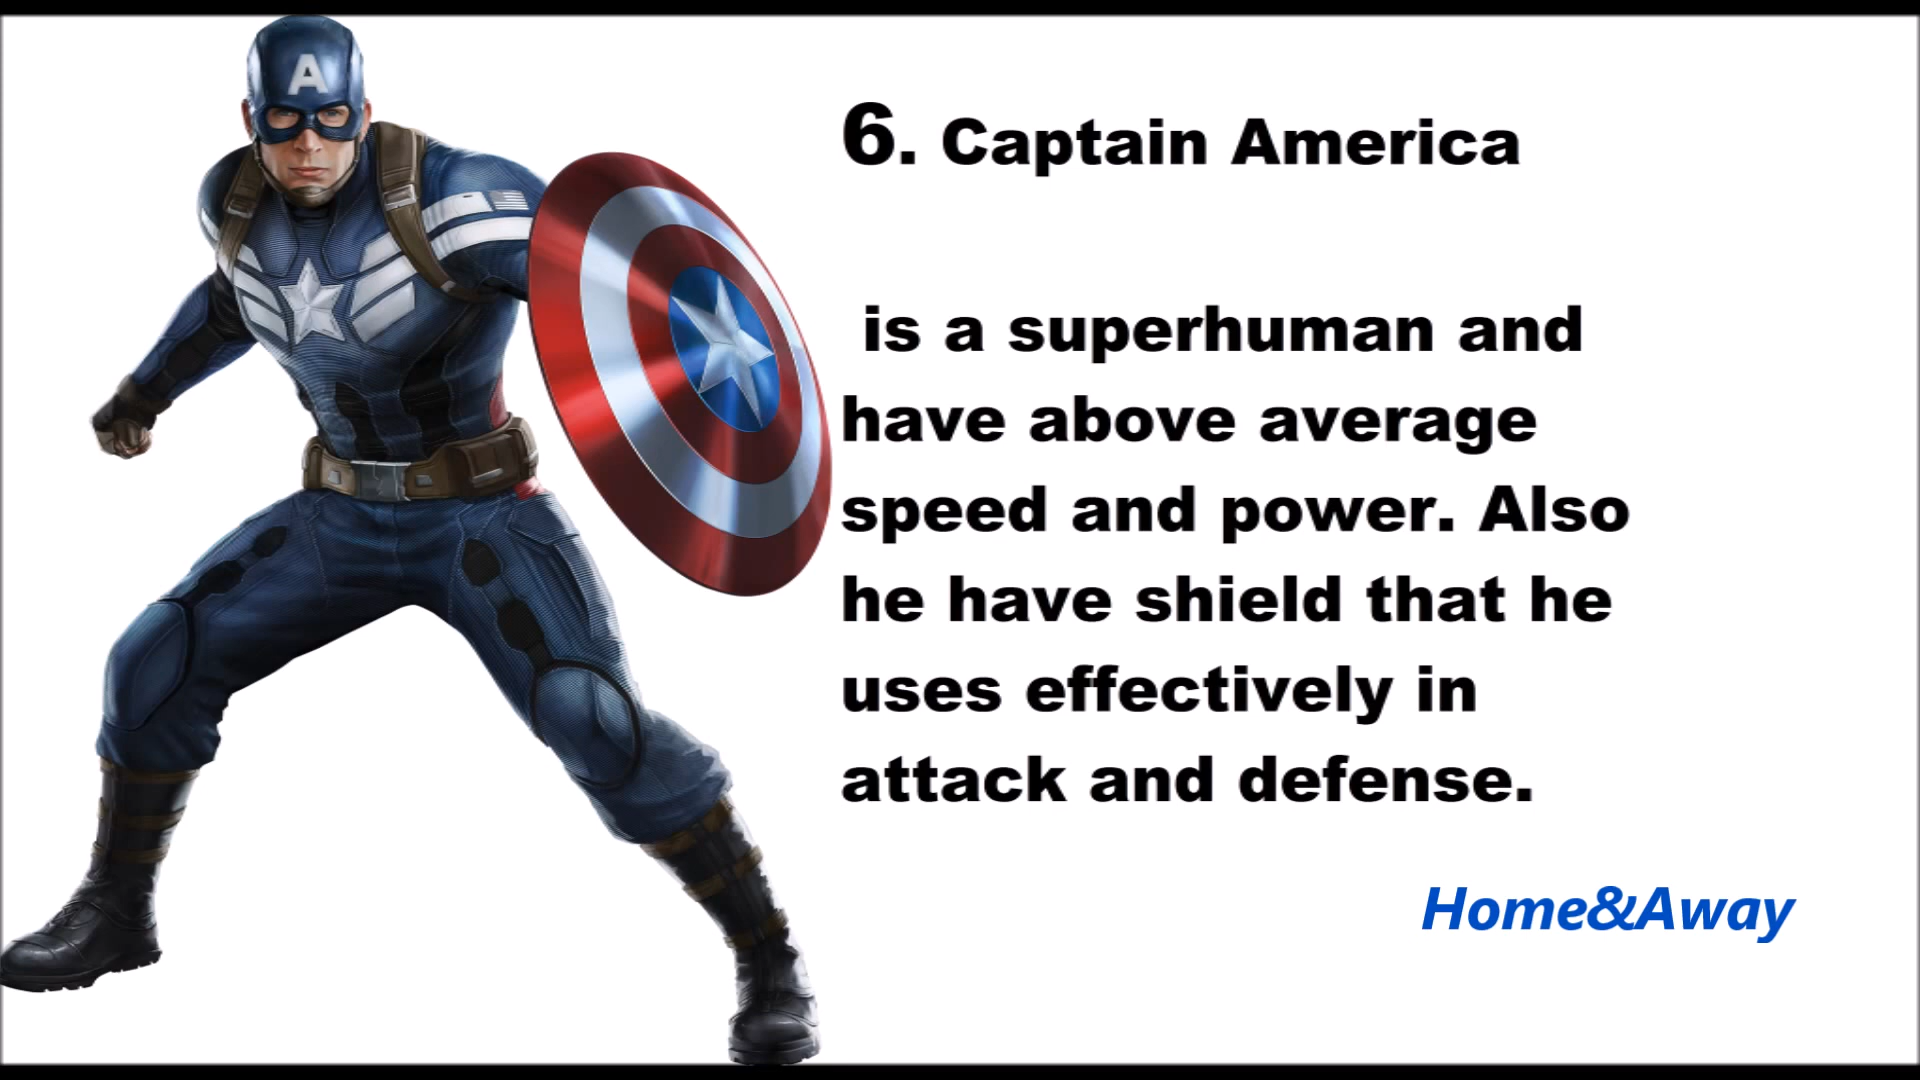 A
6. Captain America
is a superhuman and
have above average
speed and power. Also
he have shield that he
uses effectively in
attack and defense.
Home&Away